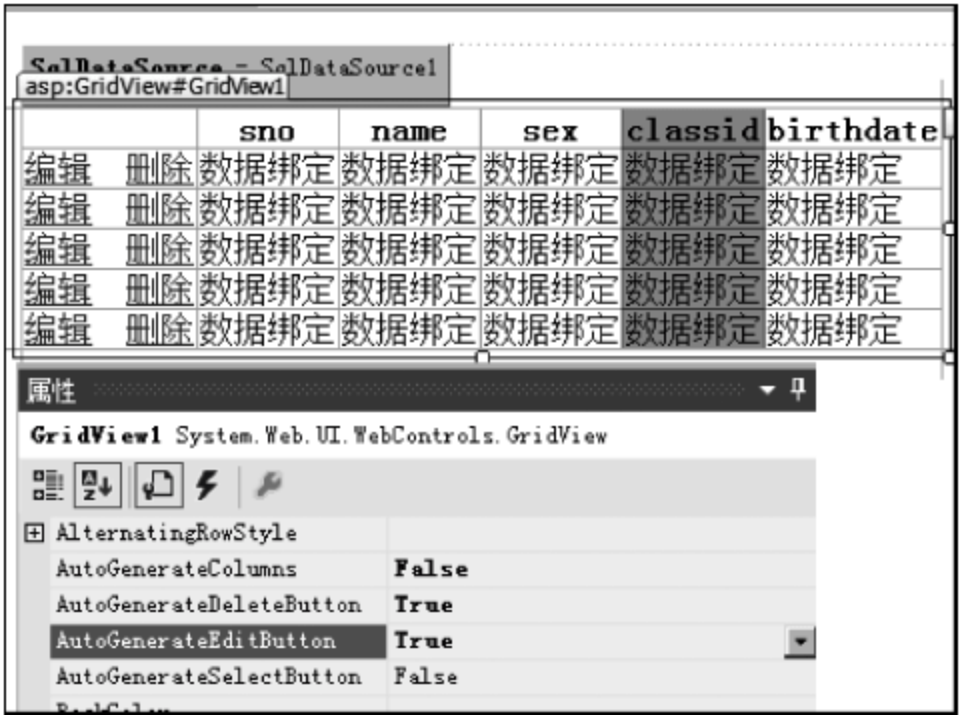 SqlDataSource - SqlDataSource1
asp:GridView#GridView1
sno name sex classid birthdate
编辑 删除 数据绑定 数据绑定 数据绑定 数据绑定 数据绑定
编辑 删除 数据绑定 数据绑定 数据绑定 数据绑定 数据绑定
编辑 删除 数据绑定 数据绑定 数据绑定 数据绑定 数据绑定
编辑 删除 数据绑定 数据绑定 数据绑定 数据绑定 数据绑定
编辑 删除 数据绑定 数据绑定 数据绑定 数据绑定 数据绑定
属性
GridView1 System.Web.UI.WebControls.GridView
AlternatingRowStyle
AutoGenerateColumns False
AutoGenerateDeleteButton True
AutoGenerateEditButton True
AutoGenerateSelectButton False